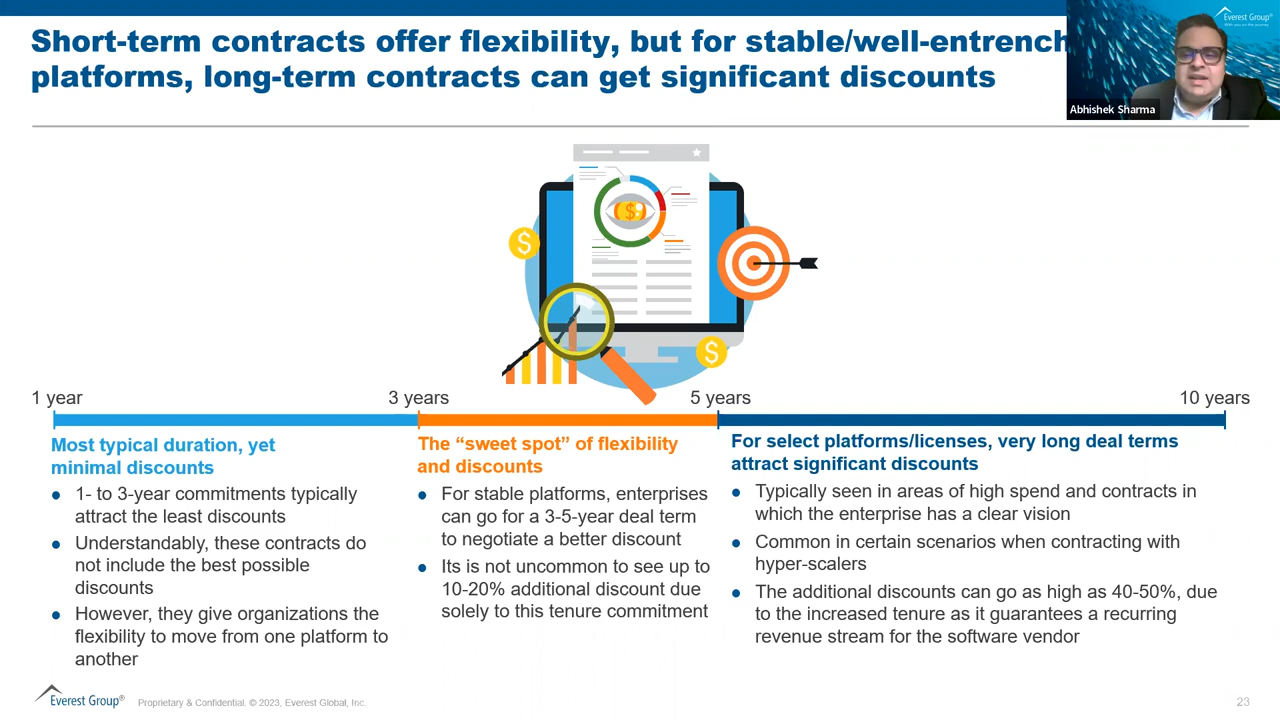 Short-term contracts offer flexibility, but for stable/well-entrench
platforms, long-term contracts can get significant discounts
Everest Group®
Abhishek Sharma
$
$
$
1 year
3 years
5 years
10 years
Most typical duration, yet
minimal discounts
• 1- to 3-year commitments typically
attract the least discounts
• Understandably, these contracts do
not include the best possible
discounts
• However, they give organizations the
flexibility to move from one platform to
another
The “sweet spot” of flexibility
and discounts
• For stable platforms, enterprises
can go for a 3-5-year deal term
to negotiate a better discount
• Its is not uncommon to see up to
10-20% additional discount due
solely to this tenure commitment
For select platforms/licenses, very long deal terms
attract significant discounts
• Typically seen in areas of high spend and contracts in
which the enterprise has a clear vision
• Common in certain scenarios when contracting with
hyper-scalers
• The additional discounts can go as high as 40-50%, due
to the increased tenure as it guarantees a recurring
revenue stream for the software vendor
Everest Group®
Proprietary & Confidential. © 2023, Everest Global, Inc.
23